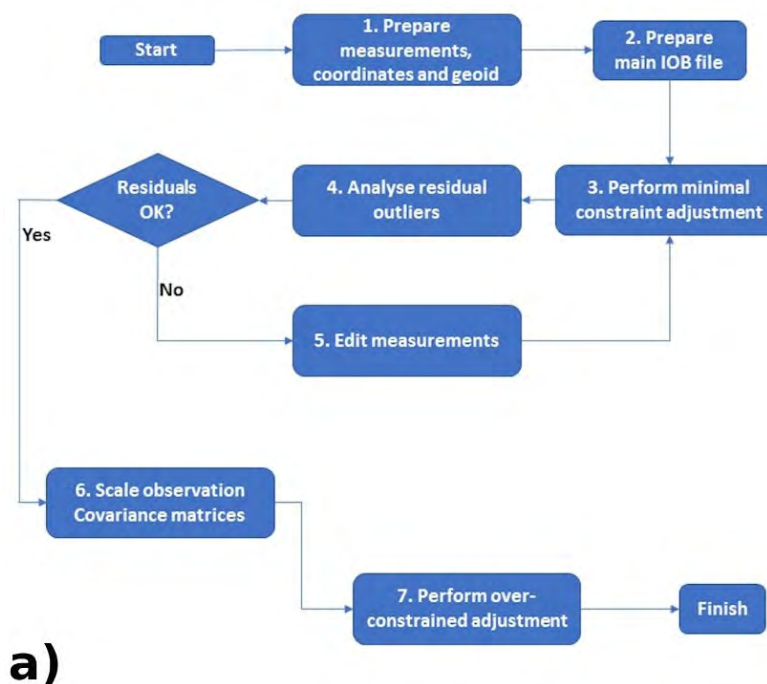 Start
1. Prepare
measurements,
coordinates and geoid
2. Prepare
main IOB file
3. Perform minimal
constraint adjustment
4. Analyse residual
outliers
Residuals
OK?
Yes
No
5. Edit measurements
6. Scale observation
Covariance matrices
7. Perform over-
constrained adjustment
Finish
a)